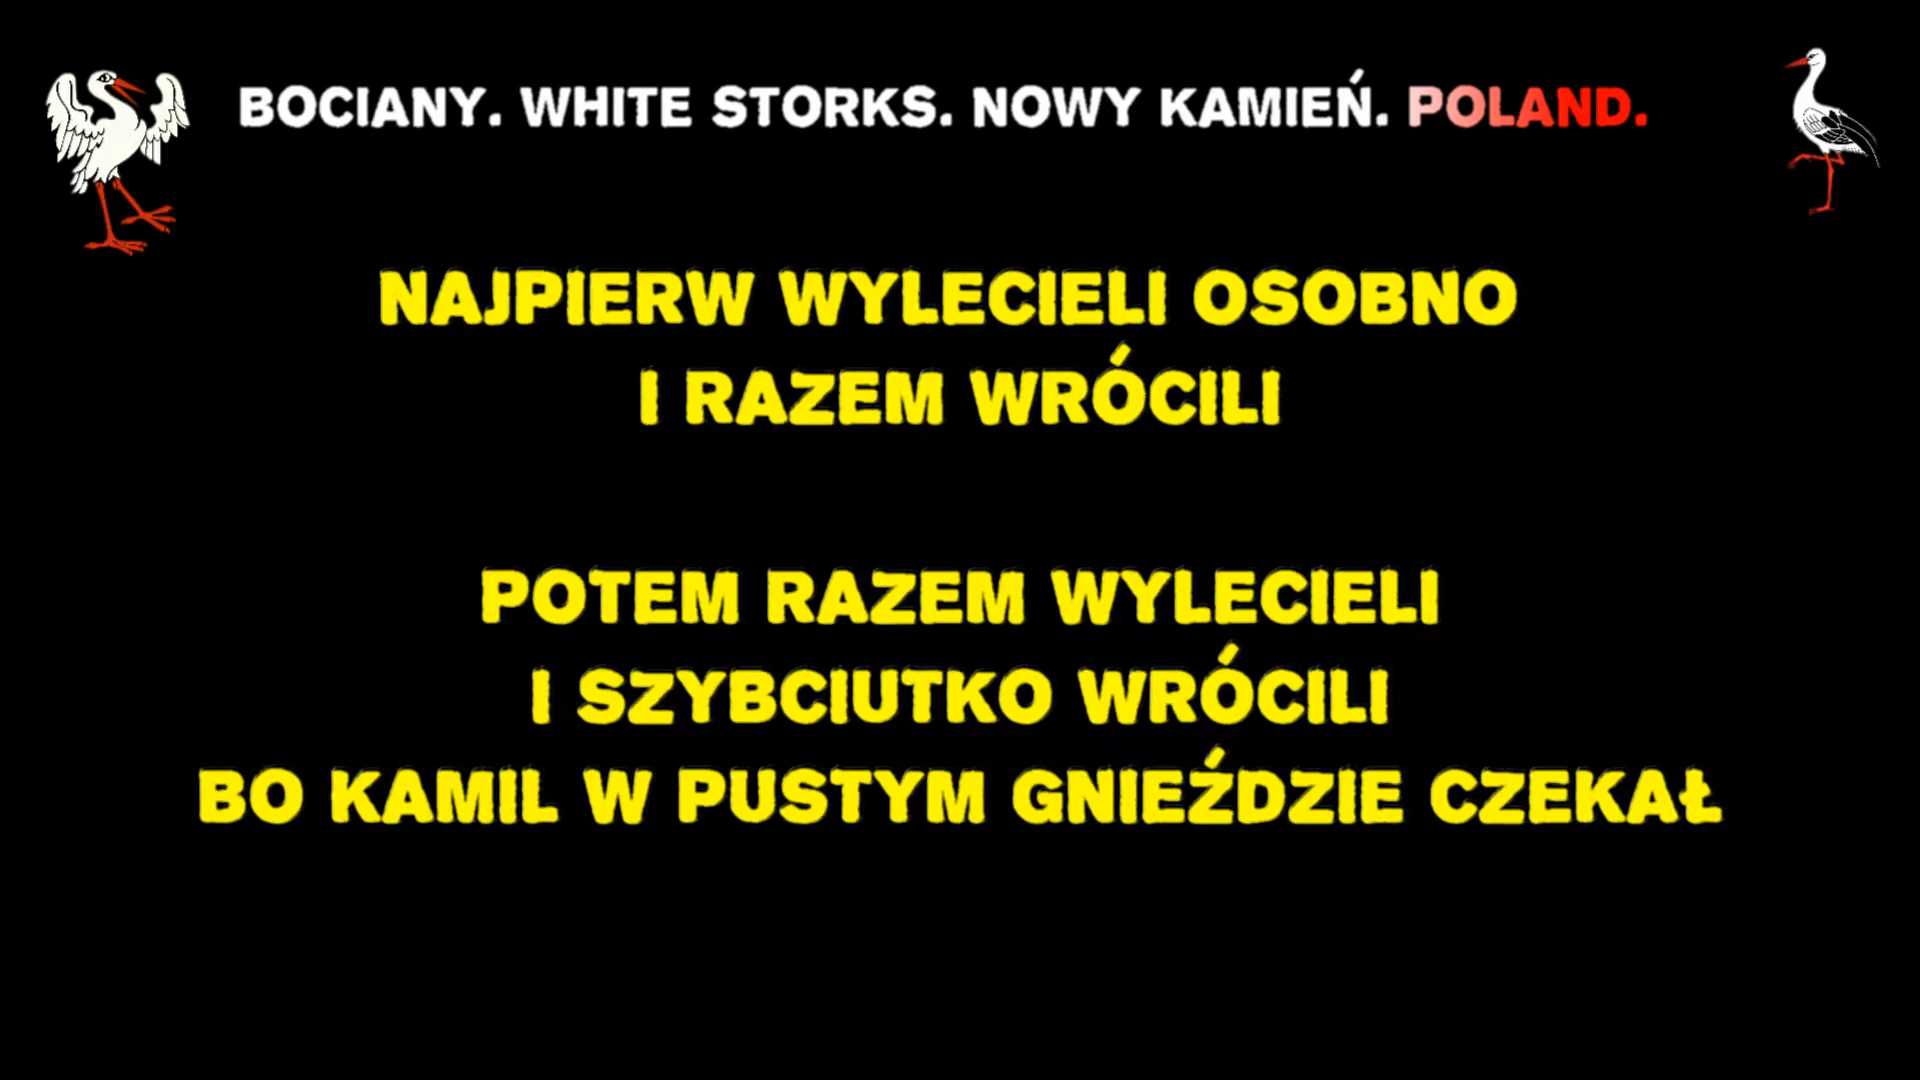 BOCIANY. WHITE STORKS. NOWY KAMIEŃ. POLAND.
NAJPIERW WYLECIELI OSOBNO
I RAZEM WRÓCILI
POTEM RAZEM WYLECIELI
I SZYBCIUTKO WRÓCILI
BO KAMIL W PUSTYM GNIEŹDZIE CZEKAŁ